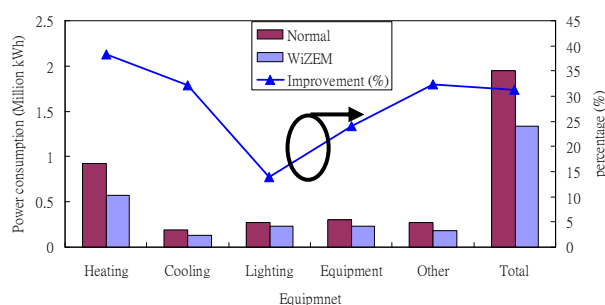 Power consumption (Million kWh)
2.5
2
1.5
1
0.5
0
Normal
WiZEM
Improvement (%)
45
40
35
30
25
20
15
10
5
0
percentage (%)
Heating Cooling Lighting Equipment Other Total
Equipmnet